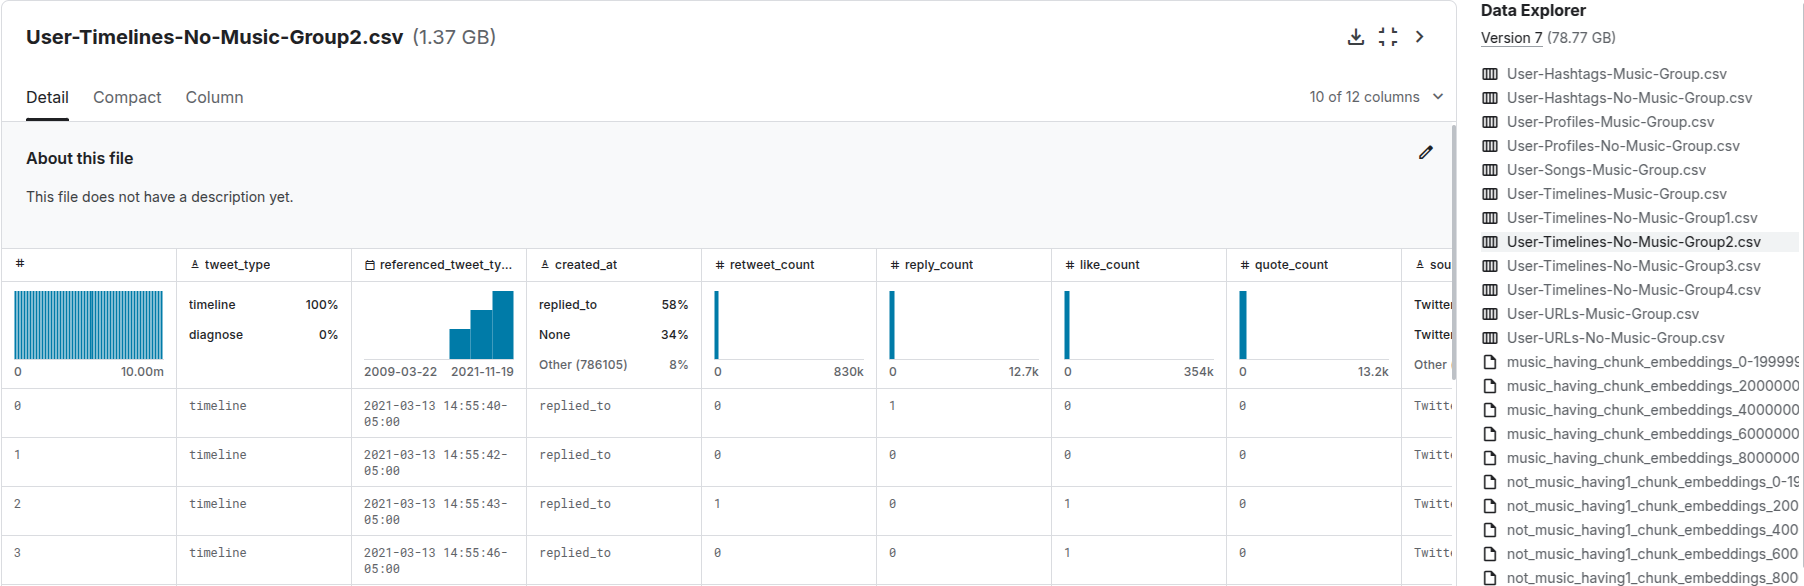 User-Timelines-No-Music-Group2.csv (1.37 GB)
Detail Compact Column 10 of 12 columns
About this file
This file does not have a description yet.
# tweet_type referenced_tweet_ty... created_at # retweet_count # reply_count # like_count # quote_count sou
timeline 100% replied_to 58% Twitter
diagnose 0% None 34% Twitter
Other (786105) 8% Other
0 10.00m 2009-03-22 2021-11-19 0 830k 0 12.7k 0 354k 0 13.2k
0 timeline 2021-03-13 14:55:40- replied_to 0 1 0 0 Twitt
05:00
1 timeline 2021-03-13 14:55:42- replied_to 0 0 0 0 Twitt
05:00
2 timeline 2021-03-13 14:55:43- replied_to 1 0 1 0 Twitt
05:00
3 timeline 2021-03-13 14:55:46- replied_to 0 0 1 0 Twitt
05:00
Data Explorer
Version 7 (78.77 GB)
User-Hashtags-Music-Group.csv
User-Hashtags-No-Music-Group.csv
User-Profiles-Music-Group.csv
User-Profiles-No-Music-Group.csv
User-Songs-Music-Group.csv
User-Timelines-Music-Group.csv
User-Timelines-No-Music-Group1.csv
User-Timelines-No-Music-Group2.csv
User-Timelines-No-Music-Group3.csv
User-Timelines-No-Music-Group4.csv
User-URLs-Music-Group.csv
User-URLs-No-Music-Group.csv
music_having_chunk_embeddings_0-199999
music_having_chunk_embeddings_2000000
music_having_chunk_embeddings_4000000
music_having_chunk_embeddings_6000000
music_having_chunk_embeddings_8000000
not_music_having1_chunk_embeddings_0-19
not_music_having1_chunk_embeddings_200
not_music_having1_chunk_embeddings_400
not_music_having1_chunk_embeddings_600
not_music_having1_chunk_embeddings_800